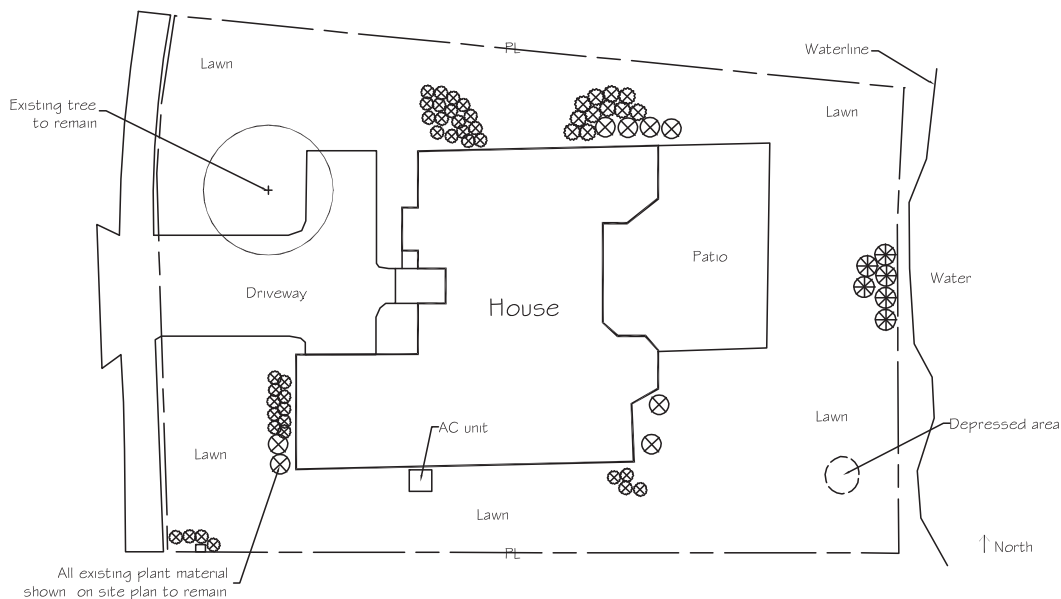 PL
Waterline
Lawn
Existing tree
to remain
Lawn
Patio
Water
Driveway
House
Lawn
AC unit
Depressed area
Lawn
Lawn
North
PL
All existing plant material
shown on site plan to remain